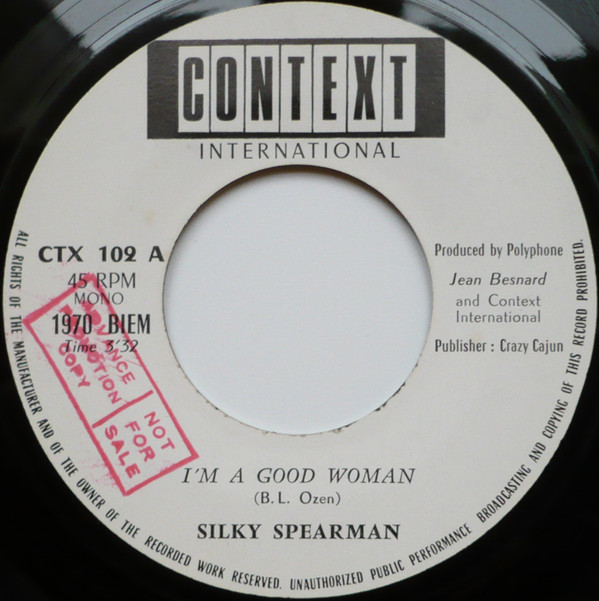 CONTEXT
INTERNATIONAL
CTX 102 A
45 RPM
MONO
1970 BIEM
Time 3'32
Produced by Polyphone
Jean Besnard
and Context
International
Publisher : Crazy Cajun
ADVANCE
PROMOTION
COPY
NOT
FOR
SALE
I'M A GOOD WOMAN
(B.L. Ozen)
SILKY SPEARMAN
ALL RIGHTS OF THE MANUFACTURER AND OF THE OWNER OF THE RECORDED WORK RESERVED. UNAUTHORIZED PUBLIC PERFORMANCE BROADCASTING AND COPYING OF THIS RECORD PROHIBITED.